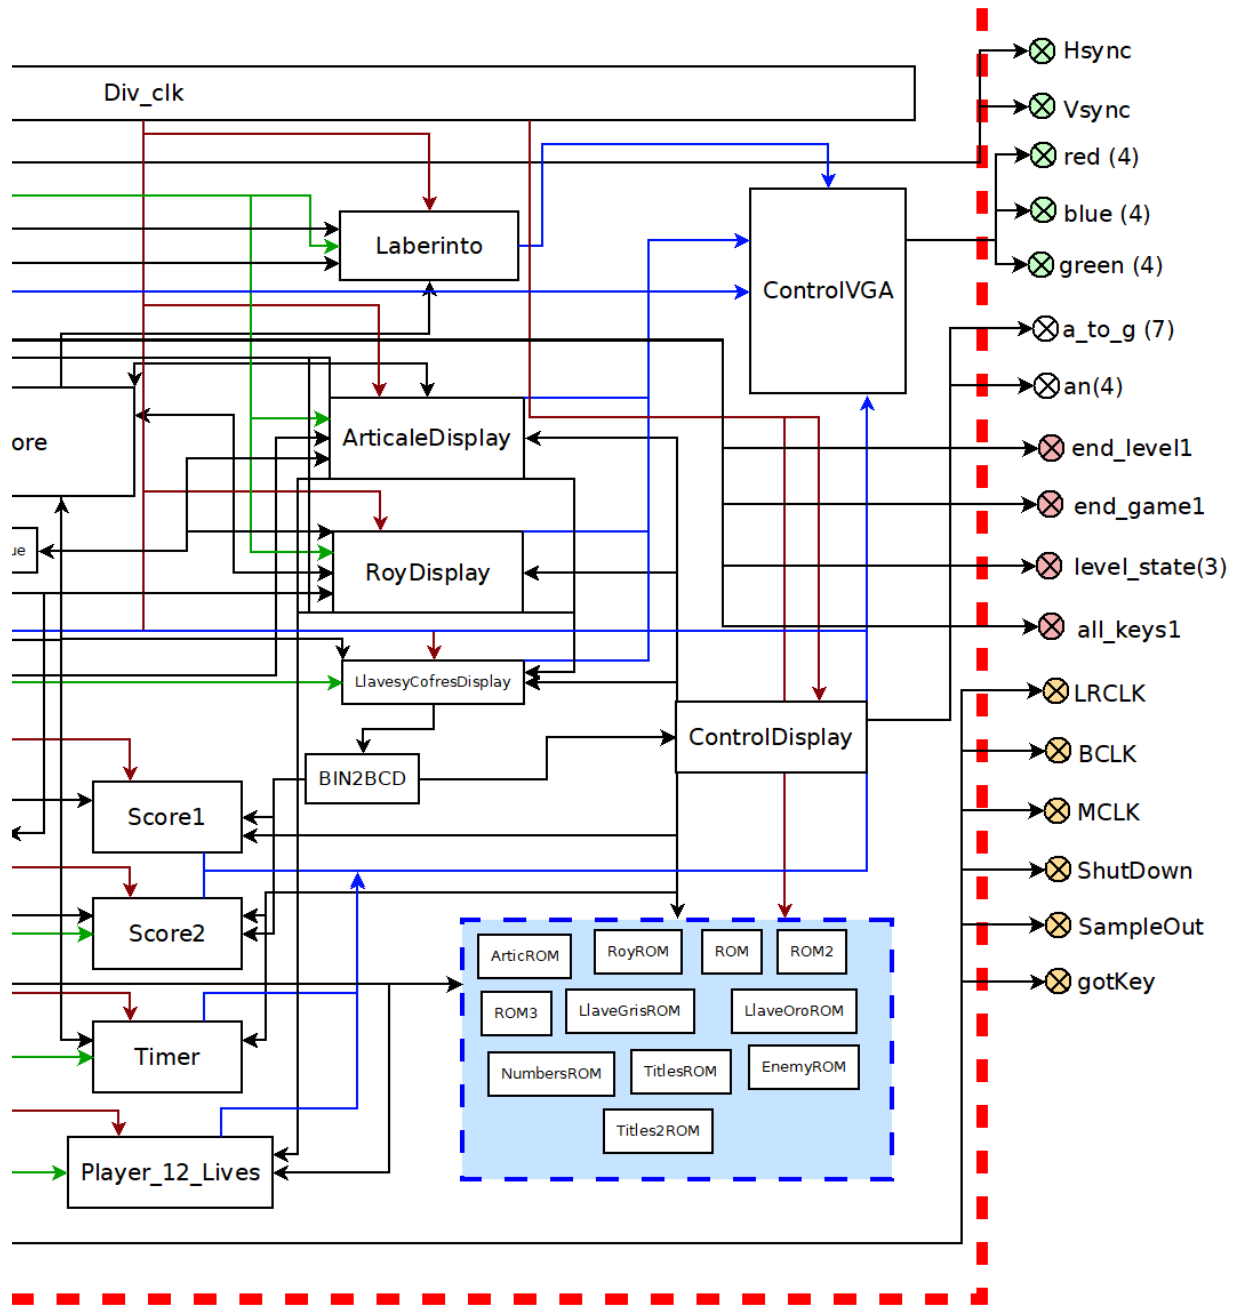 Hsync
Div_clk
Vsync
red (4)
blue (4)
Laberinto
green (4)
ControlVGA
a_to_g (7)
an(4)
ore
ArticaleDisplay
end_level1
end_game1
ue
RoyDisplay
level_state(3)
all_keys1
LlavesyCofresDisplay
LRCLK
ControlDisplay
BCLK
BIN2BCD
MCLK
Score1
ShutDown
SampleOut
Score2
ArticROM
RoyROM
ROM
ROM2
gotKey
ROM3
LlaveGrisROM
LlaveOroROM
Timer
NumbersROM
TitlesROM
EnemyROM
Titles2ROM
Player_12_Lives